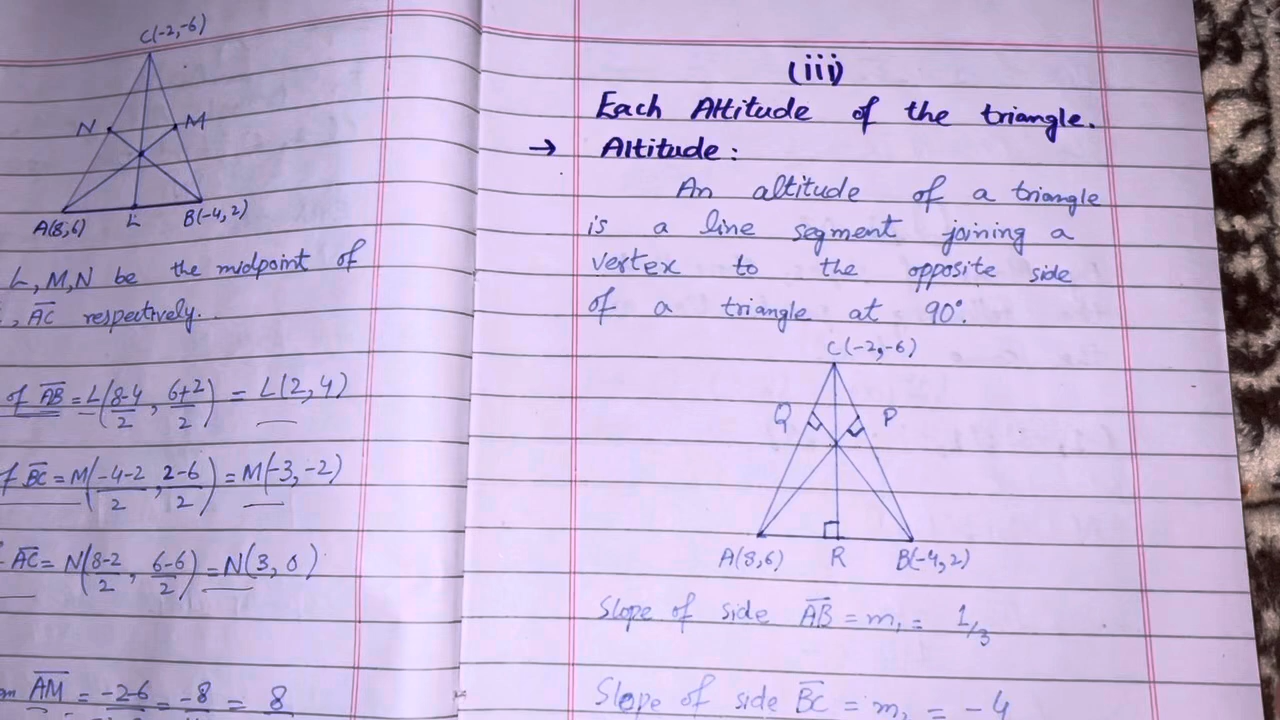 C(-2,-6)
N
M
A(8,6)
L
B(-4,2)
L,M,N be the midpoint of
, AC respectively.
of AB = L(8-4/2, 6+2/2) = L(2,4)
of BC = M(-4-2/2, 2-6/2) = M(-3,-2)
AC = N(8-2/2, 6-6/2) = N(3,0)
AM = -2-6 = -8 = 8
(iii)
Each Altitude of the triangle.
→ Altitude:
An altitude of a triangle
is a line segment joining a
vertex to the opposite side
of a triangle at 90°.
C(-2,-6)
Q
P
A(8,6)
R
B(-4,2)
Slope of side AB = m₁ = 1/3
Slope of side BC = m₂ = -4